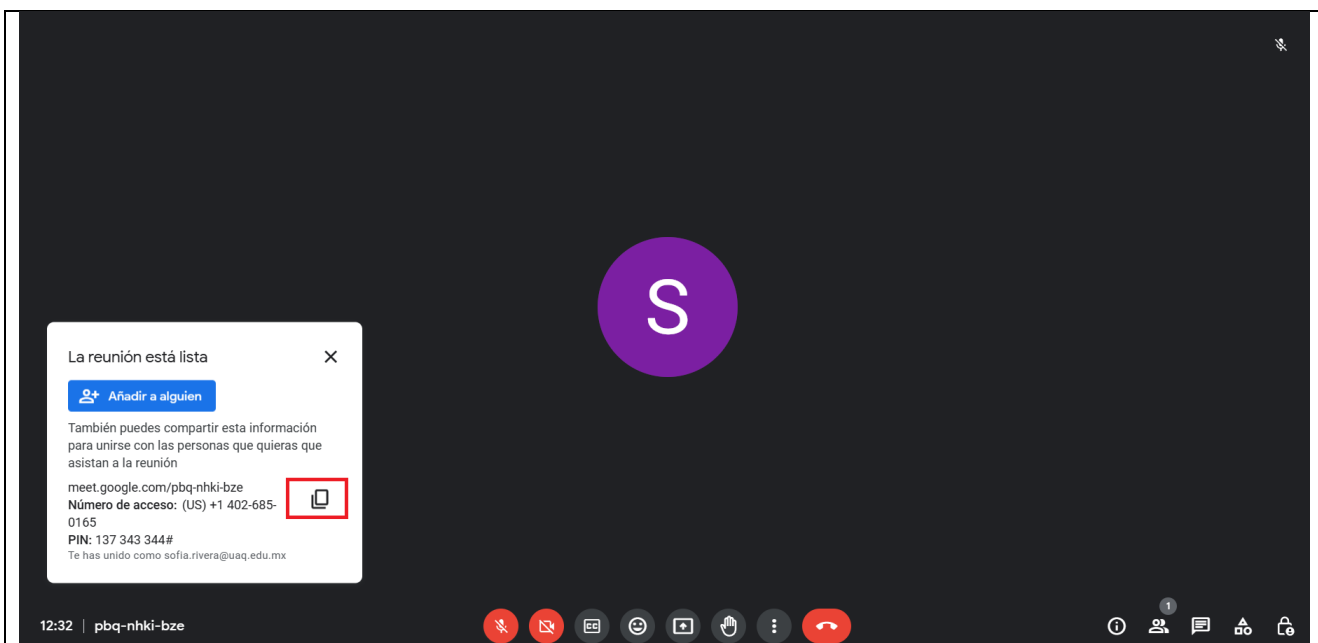 S
La reunión está lista
Añadir a alguien
También puedes compartir esta información
para unirse con las personas que quieras que
asistan a la reunión
meet.google.com/pbq-nhki-bze
Número de acceso: (US) +1 402-685-
0165
PIN: 137 343 344#
Te has unido como sofia.rivera@uaq.edu.mx
12:32 | pbq-nhki-bze
CC
1